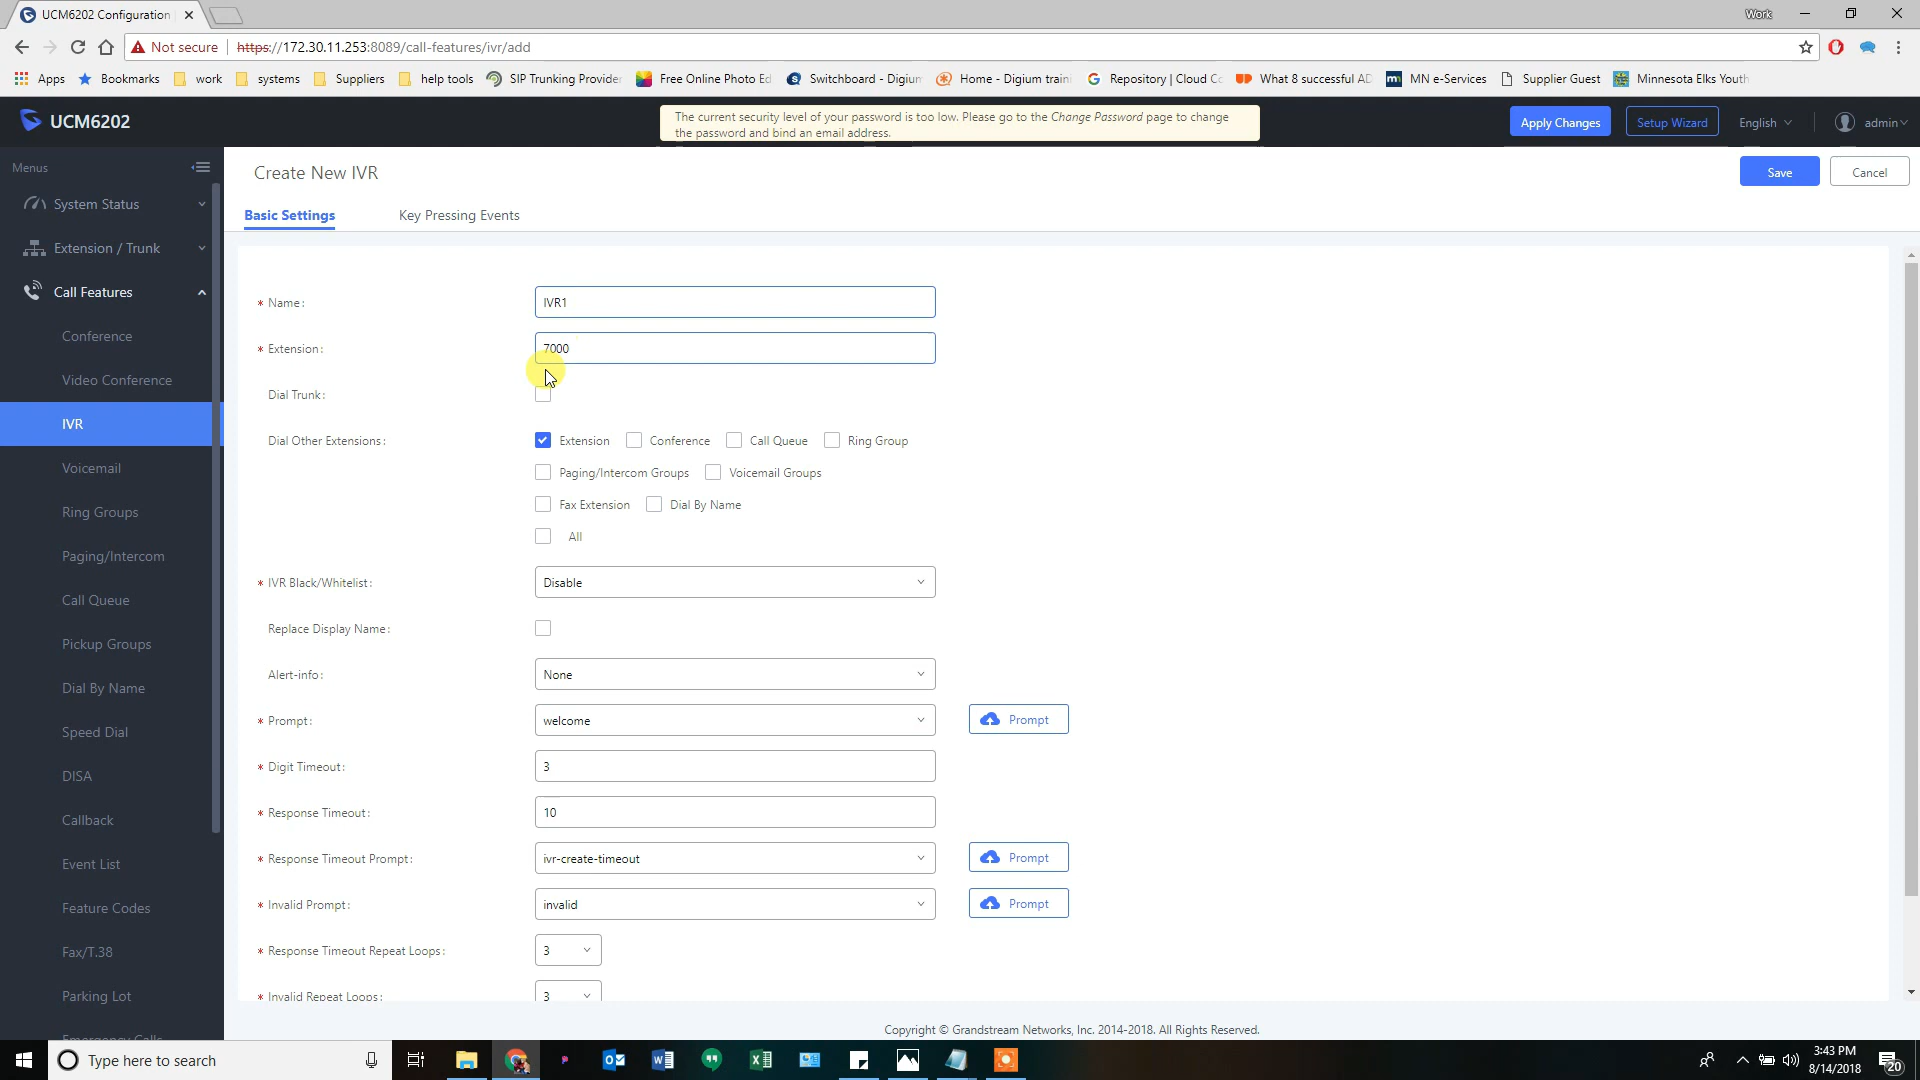 UCM6202 Configuration
Work
Not secure
https://172.30.11.253:8089/call-features/ivr/add
Apps Bookmarks work systems Suppliers help tools SIP Trunking Provider Free Online Photo Ed Switchboard - Digium Home - Digium traini Repository | Cloud Co What 8 successful AD MN e-Services Supplier Guest Minnesota Elks Youth
UCM6202
The current security level of your password is too low. Please go to the Change Password page to change
the password and bind an email address.
Apply Changes
Setup Wizard
English
admin
Menus
System Status
Extension / Trunk
Call Features
Conference
Video Conference
IVR
Voicemail
Ring Groups
Paging/Intercom
Call Queue
Pickup Groups
Dial By Name
Speed Dial
DISA
Callback
Event List
Feature Codes
Fax/T.38
Parking Lot
Emergency Calls
Create New IVR
Save
Cancel
Basic Settings
Key Pressing Events
* Name: IVR1
* Extension: 7000
Dial Trunk:
Dial Other Extensions: Extension Conference Call Queue Ring Group
Paging/Intercom Groups Voicemail Groups
Fax Extension Dial By Name
All
* IVR Black/Whitelist: Disable
Replace Display Name:
Alert-info: None
* Prompt: welcome Prompt
* Digit Timeout: 3
* Response Timeout: 10
* Response Timeout Prompt: ivr-create-timeout Prompt
* Invalid Prompt: invalid Prompt
* Response Timeout Repeat Loops: 3
* Invalid Repeat Loops: 3
Copyright © Grandstream Networks, Inc. 2014-2018. All Rights Reserved.
Type here to search
3:43 PM
8/14/2018
20